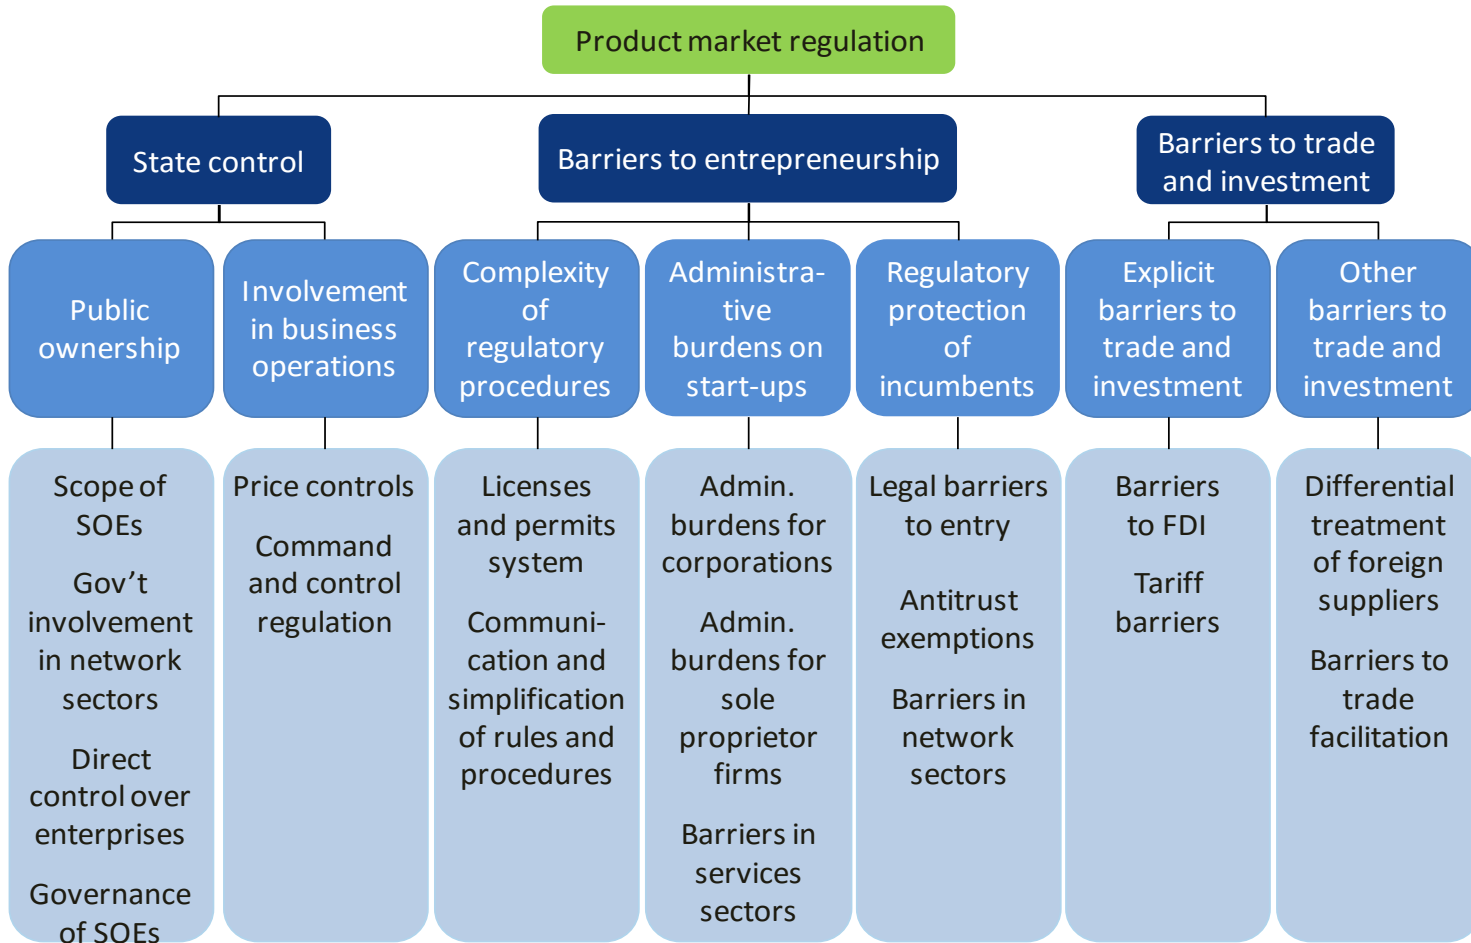 Product market regulation
State control
Barriers to entrepreneurship
Barriers to trade
and investment
Public
ownership
Involvement
in business
operations
Complexity
of
regulatory
procedures
Administra-
tive
burdens on
start-ups
Regulatory
protection
of
incumbents
Explicit
barriers to
trade and
investment
Other
barriers to
trade and
investment
Scope of
SOEs
Gov't
involvement
in network
sectors
Direct
control over
enterprises
Governance
of SOEs
Price controls
Command
and control
regulation
Licenses
and permits
system
Communi-
cation and
simplification
of rules and
procedures
Admin.
burdens for
corporations
Admin.
burdens for
sole
proprietor
firms
Barriers in
services
sectors
Legal barriers
to entry
Antitrust
exemptions
Barriers in
network
sectors
Barriers
to FDI
Tariff
barriers
Differential
treatment
of foreign
suppliers
Barriers to
trade
facilitation